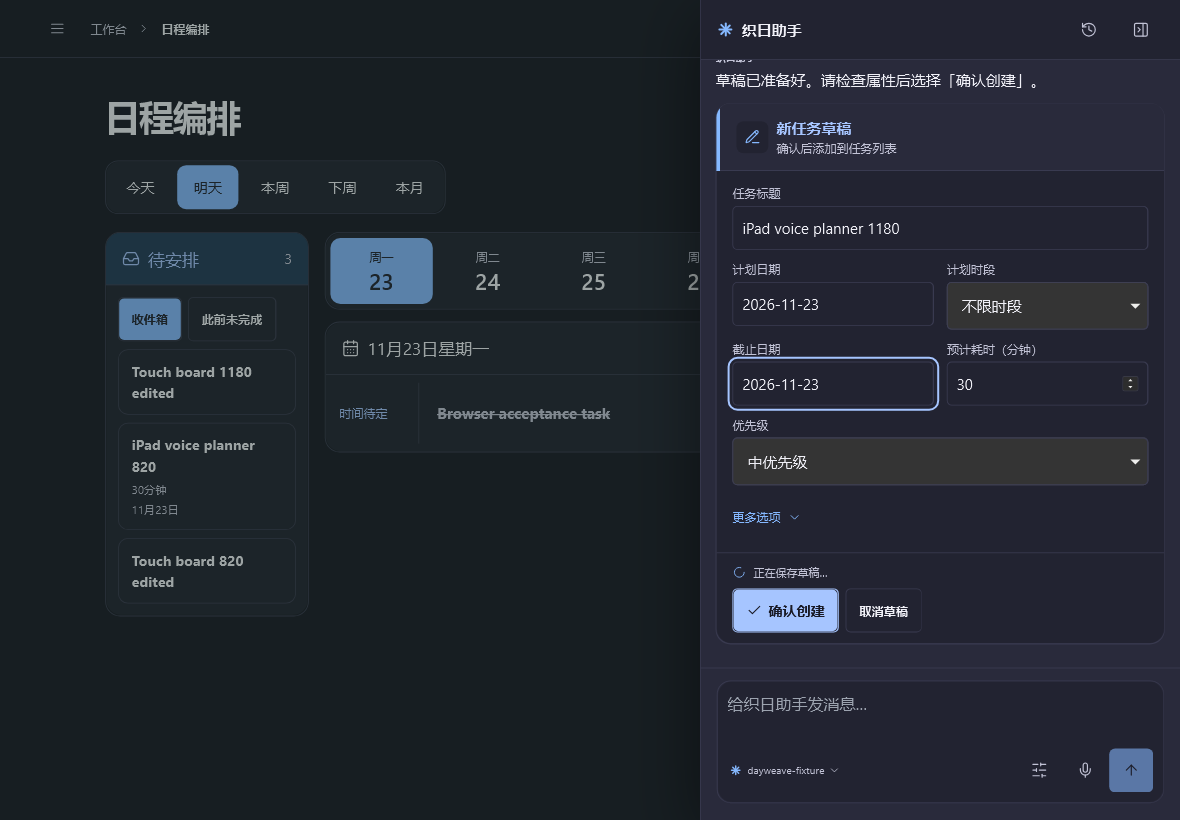 工作台
日程编排
日程编排
今天
明天
本周
下周
本月
待安排
3
收件箱
此前未完成
Touch board 1180
edited
iPad voice planner
820
30分钟
11月23日
Touch board 820
edited
周一
23
周二
24
周三
25
周
2
11月23日星期一
时间待定
Browser acceptance task
织日助手
草稿已准备好。请检查属性后选择「确认创建」。
新任务草稿
确认后添加到任务列表
任务标题
iPad voice planner 1180
计划日期
计划时段
2026-11-23
不限时段
截止日期
预计耗时（分钟）
2026-11-23
30
优先级
中优先级
更多选项
正在保存草稿...
确认创建
取消草稿
给织日助手发消息...
dayweave-fixture